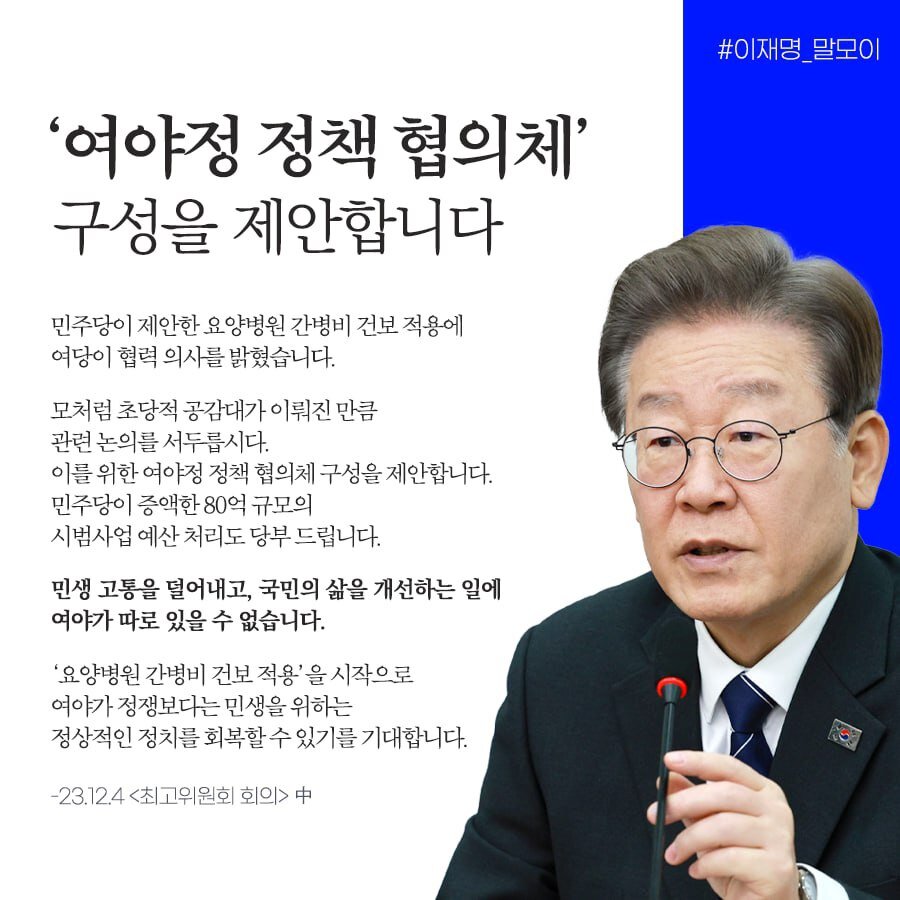 #이재명_말모이
‘여야정 정책 협의체’
구성을 제안합니다
민주당이 제안한 요양병원 간병비 건보 적용에
여당이 협력 의사를 밝혔습니다.
모처럼 초당적 공감대가 이뤄진 만큼
관련 논의를 서두릅시다.
이를 위한 여야정 정책 협의체 구성을 제안합니다.
민주당이 증액한 80억 규모의
시범사업 예산 처리도 당부 드립니다.
민생 고통을 덜어내고, 국민의 삶을 개선하는 일에
여야가 따로 있을 수 없습니다.
‘요양병원 간병비 건보 적용’을 시작으로
여야가 정쟁보다는 민생을 위하는
정상적인 정치를 회복할 수 있기를 기대합니다.
-23.12.4 <최고위원회 회의> 中